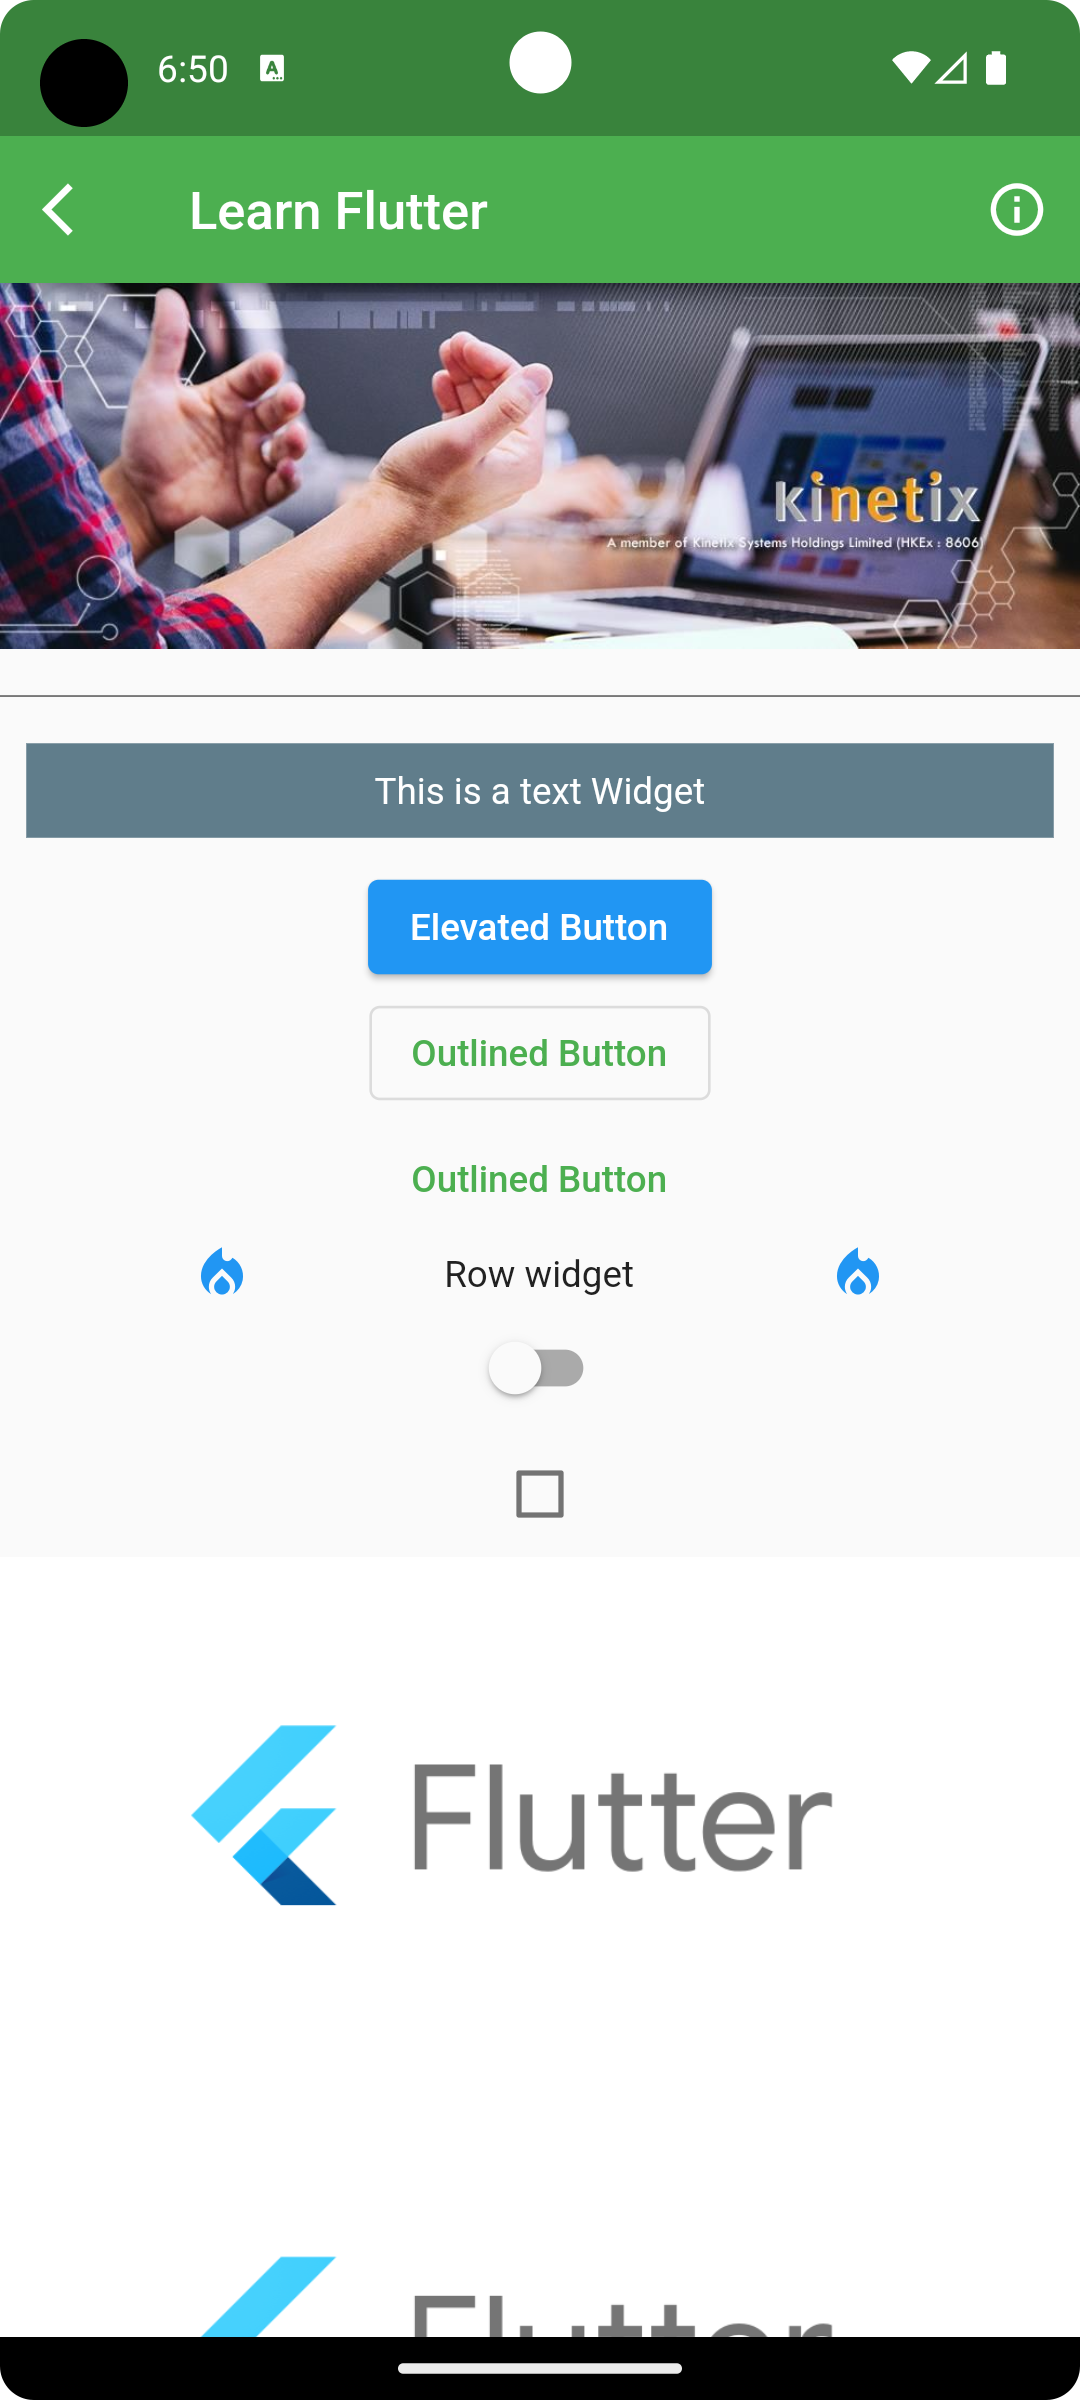 6:50
Learn Flutter
kinetix
A member of Kinetix Systems Holdings Limited (HKEx : 8606)
This is a text Widget
Elevated Button
Outlined Button
Outlined Button
Row widget
Flutter
Flutter